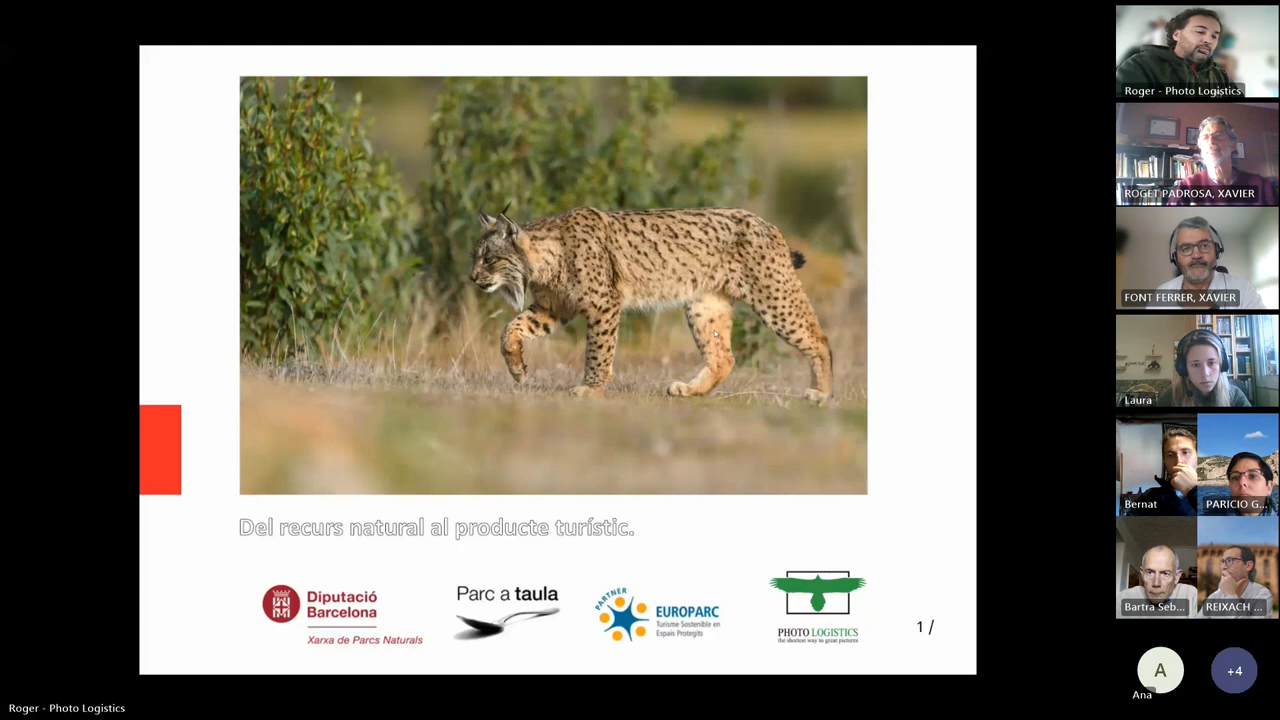 Del recurs natural al producte turístic.
Diputació
Barcelona
Xarxa de Parcs Naturals
Parc a taula
PARTNER
EUROPARC
Turisme Sostenible en
Espais Protegits
PHOTO LOGISTICS
the shortest way to great pictures
1 /
Roger - Photo Logistics
ROGET PADROSA, XAVIER
FONT FERRER, XAVIER
Laura
Bernat
PARICIO G...
Bartra Seb...
REIXACH ...
A
Ana
+4
Roger - Photo Logistics